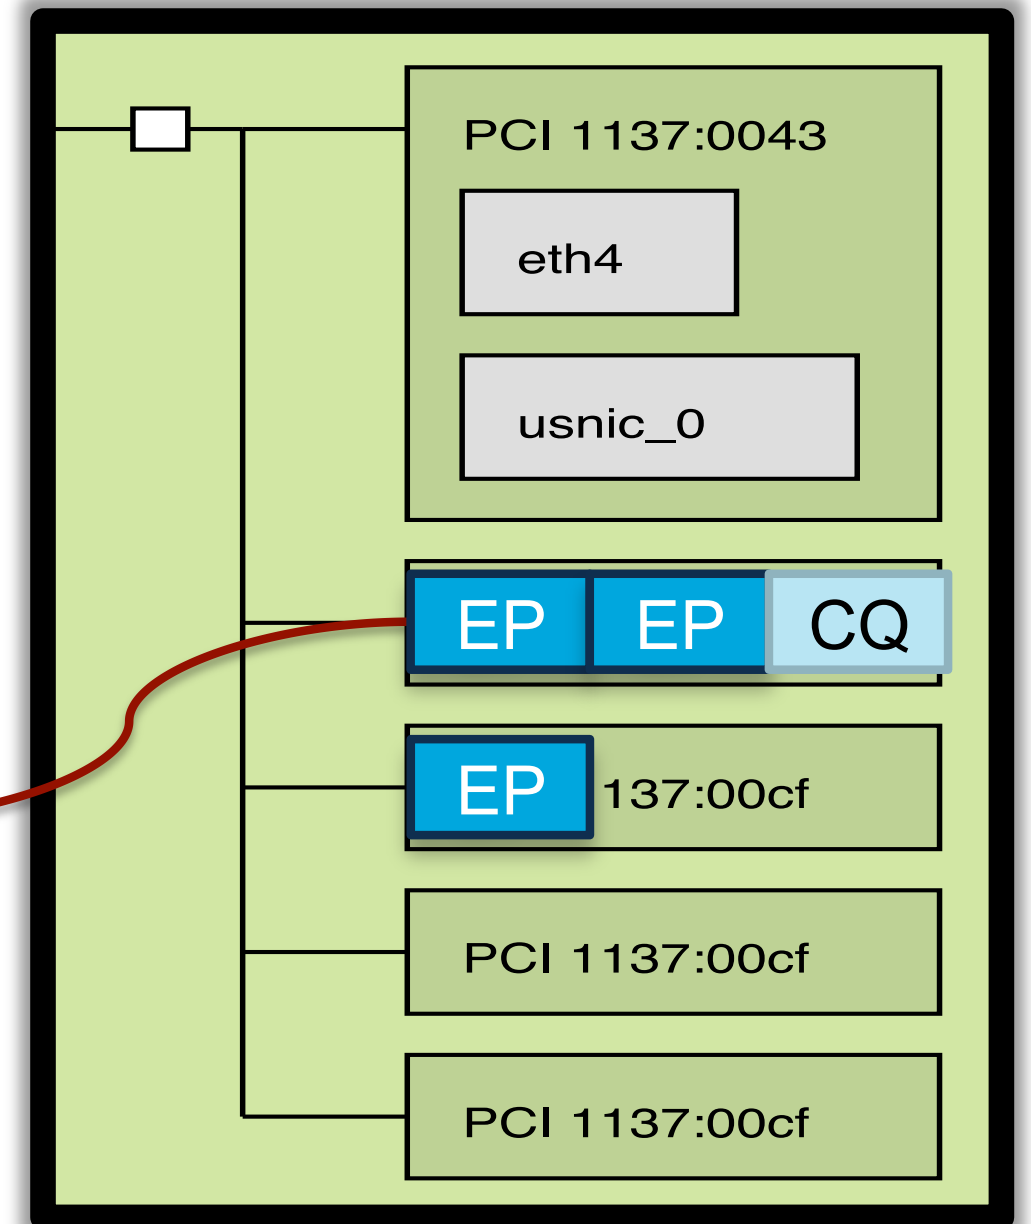 PCI 1137:0043
eth4
usnic_0
EP EP CQ
EP 137:00cf
PCI 1137:00cf
PCI 1137:00cf